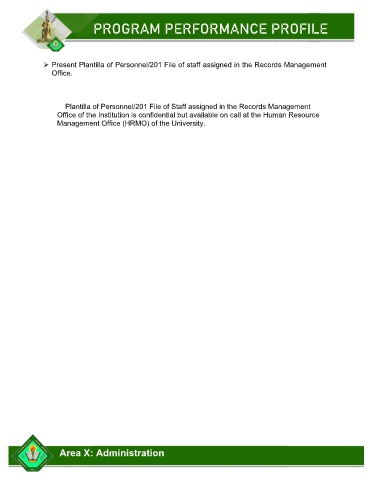 PROGRAM PERFORMANCE PROFILE
➢ Present Plantilla of Personnel/201 File of staff assigned in the Records Management
Office.
Plantilla of Personnel/201 File of Staff assigned in the Records Management
Office of the Institution is confidential but available on call at the Human Resource
Management Office (HRMO) of the University.
Area X: Administration